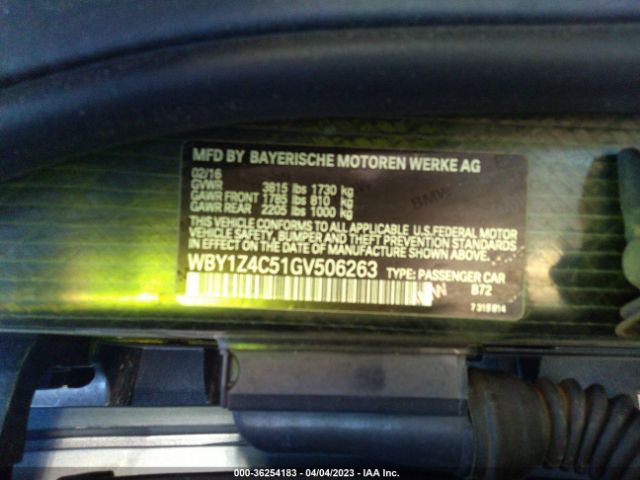 MFD BY BAYERISCHE MOTOREN WERKE AG
02/16
GVWR 3815 lbs 1730 kg
GAWR FRONT 1785 lbs 810 kg
GAWR REAR 2205 lbs 1000 kg
THIS VEHICLE CONFORMS TO ALL APPLICABLE U.S. FEDERAL MOTOR
VEHICLE SAFETY, BUMPER AND THEFT PREVENTION STANDARDS
IN EFFECT ON THE DATE OF MANUFACTURE SHOWN ABOVE.
WBY1Z4C51GV506263 TYPE: PASSENGER CAR
B72
7 319 814
000-36254183 - 04/04/2023 - IAA Inc.